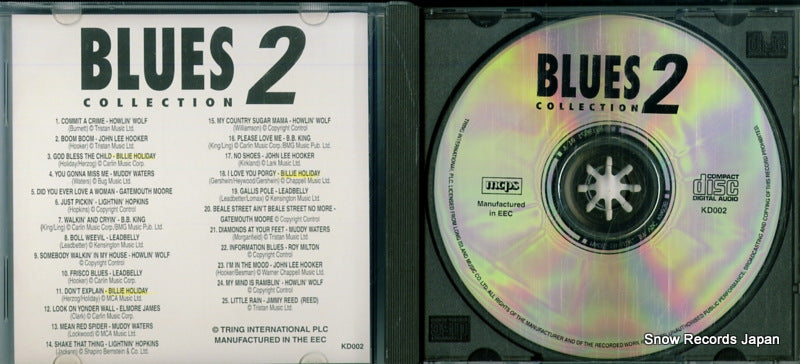 BLUES 2
COLLECTION
1. COMMIT A CRIME - HOWLIN' WOLF
(Burnett) © Tristan Music Ltd.
2. BOOM BOOM - JOHN LEE HOOKER
(Hooker) © Tristan Music Ltd.
3. GOD BLESS THE CHILD - BILLIE HOLIDAY
(Holiday/Herzog) © Carlin Music Corp.
4. YOU GONNA MISS ME - MUDDY WATERS
(Waters) © Bug Music Ltd.
5. DID YOU EVER LOVE A WOMAN - GATEMOUTH MOORE
6. JUST PICKIN' - LIGHTNIN' HOPKINS
(Hopkins) © Copyright Control
7. WALKIN' AND CRYIN' - B.B. KING
(King/Ling) © Carlin Music Corp./BMG Music Pub. Ltd.
8. BOLL WEEVIL - LEADBELLY
(Leadbetter) © Kensington Music Ltd.
9. SOMEBODY WALKIN' IN MY HOUSE - HOWLIN' WOLF
© Copyright Control
10. FRISCO BLUES - LEADBELLY
(Hooker) © Carlin Music Corp.
11. DON'T EXPLAIN - BILLIE HOLIDAY
(Herzog/Holiday) © MCA Music Ltd.
12. LOOK ON YONDER WALL - ELMORE JAMES
(Clark) © Carlin Music Corp.
13. MEAN RED SPIDER - MUDDY WATERS
(Lockwood) © MCA Music Ltd.
14. SHAKE THAT THING - LIGHTNIN' HOPKINS
© Shapiro Bernstein & Co. Ltd.
15. MY COUNTRY SUGAR MAMA - HOWLIN' WOLF
(Williamson) © Copyright Control
16. PLEASE LOVE ME - B.B. KING
(King/Ling) © Carlin Music Corp./BMG Music Pub. Ltd.
17. NO SHOES - JOHN LEE HOOKER
(Kirkland) © Lark Music Ltd.
18. I LOVE YOU PORGY - BILLIE HOLIDAY
(Gershwin/Heywood/Gershwin) © Chappell Music Ltd.
19. GALLIS POLE - LEADBELLY
(Leadbetter/Lomax) © Kensington Music Ltd.
20. BEALE STREET AIN'T BEALE STREET NO MORE -
GATEMOUTH MOORE © Copyright Control
21. DIAMONDS AT YOUR FEET - MUDDY WATERS
(Morganfield) © Tristan Music Ltd.
22. INFORMATION BLUES - ROY MILTON
© Copyright Control
23. I'M IN THE MOOD - JOHN LEE HOOKER
(Hooker/Besman) © Warner Chappell Music Ltd.
24. MY MIND IS RAMBLIN' - HOWLIN' WOLF
© Copyright Control
25. LITTLE RAIN - JIMMY REED (REED)
© Tristan Music Ltd.
℗ TRING INTERNATIONAL PLC
MANUFACTURED IN THE EEC
KD002
BLUES 2
COLLECTION
mcps
Manufactured
in EEC
COMPACT
disc
DIGITAL AUDIO
KD002
Snow Records Japan